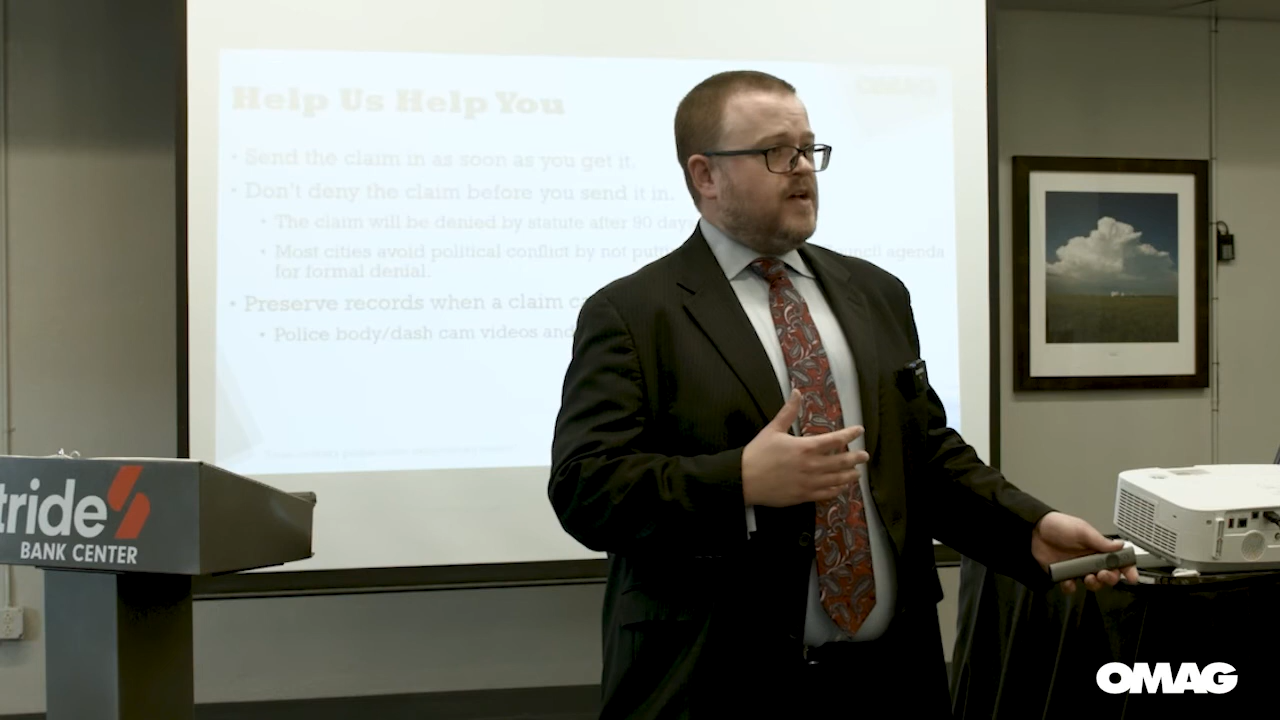 OMAG
Help Us Help You
• Send the claim in as soon as you get it.
• Don't deny the claim before you send it in.
• The claim will be denied by statute after 90 days
• Most cities avoid political conflict by not council agenda
for formal denial.
• Preserve records when a claim
• Police body/dash cam videos and
tride
BANK CENTER
OMAG